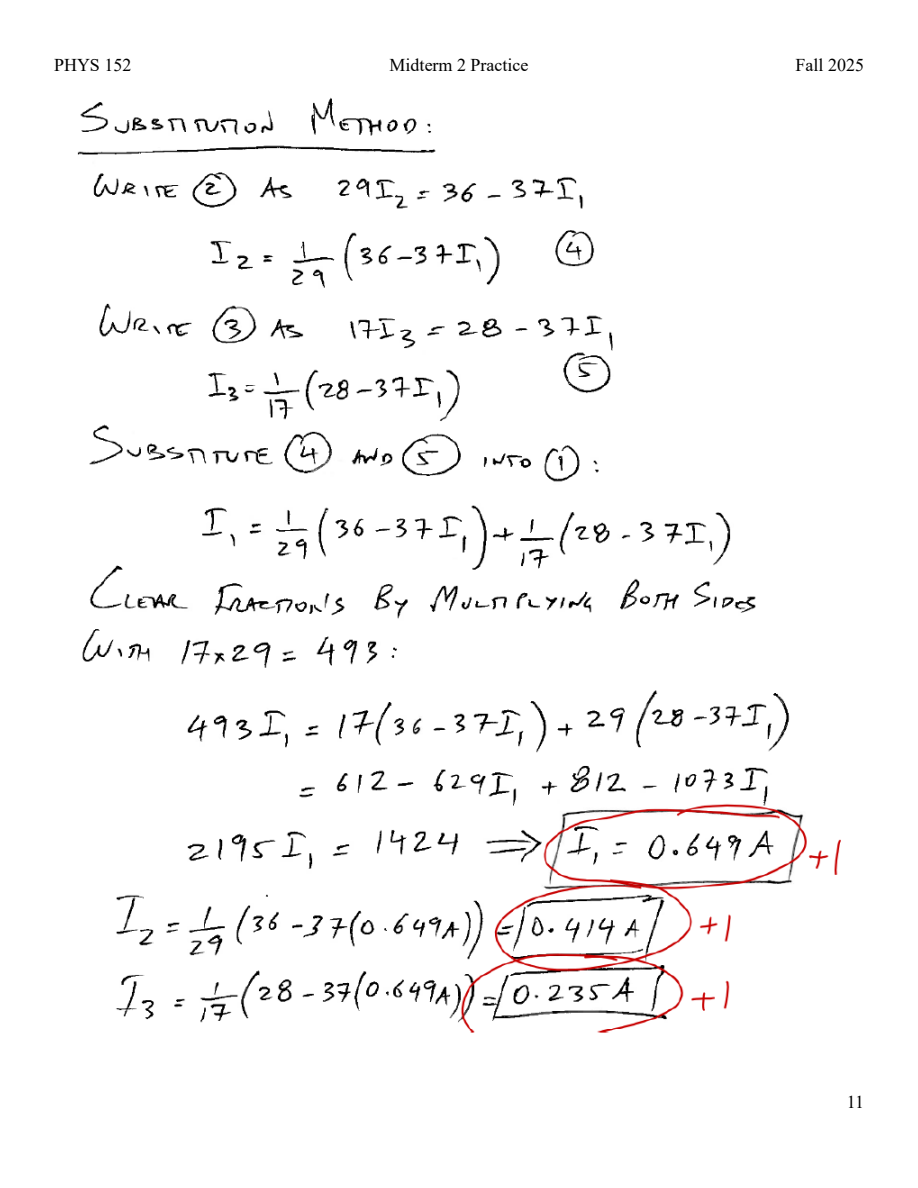 PHYS 152 Midterm 2 Practice Fall 2025
SUBSTITUTION METHOD:
WRITE ② AS 29I₂ = 36 - 37I₁
I₂ = 1/29 (36 - 37I₁) ④
WRITE ③ AS 17I₃ = 28 - 37I₁
I₃ = 1/17 (28 - 37I₁) ⑤
SUBSTITUTE ④ AND ⑤ INTO ①:
I₁ = 1/29 (36 - 37I₁) + 1/17 (28 - 37I₁)
CLEAR FRACTION'S BY MULTIPLYING BOTH SIDES
WITH 17×29 = 493:
493I₁ = 17(36 - 37I₁) + 29(28 - 37I₁)
= 612 - 629I₁ + 812 - 1073I₁
2195I₁ = 1424 ⟹ I₁ = 0.649A +1
I₂ = 1/29 (36 - 37(0.649A)) = 0.414A +1
I₃ = 1/17 (28 - 37(0.649A)) = 0.235A +1
11